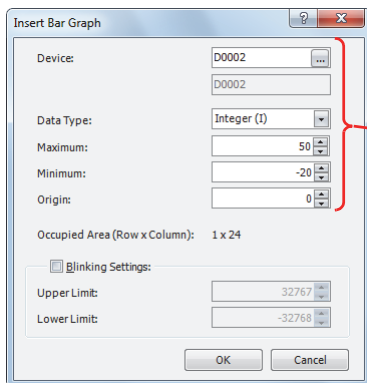 Insert Bar Graph
Device: D0002 ...
D0002
Data Type: Integer (I)
Maximum: 50
Minimum: -20
Origin: 0
Occupied Area (Row x Column): 1 x 24
Blinking Settings:
Upper Limit: 32767
Lower Limit: -32768
OK Cancel